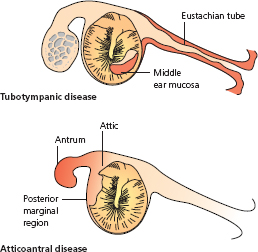 Eustachian tube
Middle
ear mucosa
Tubotympanic disease
Attic
Antrum
Posterior
marginal
region
Atticoantral disease